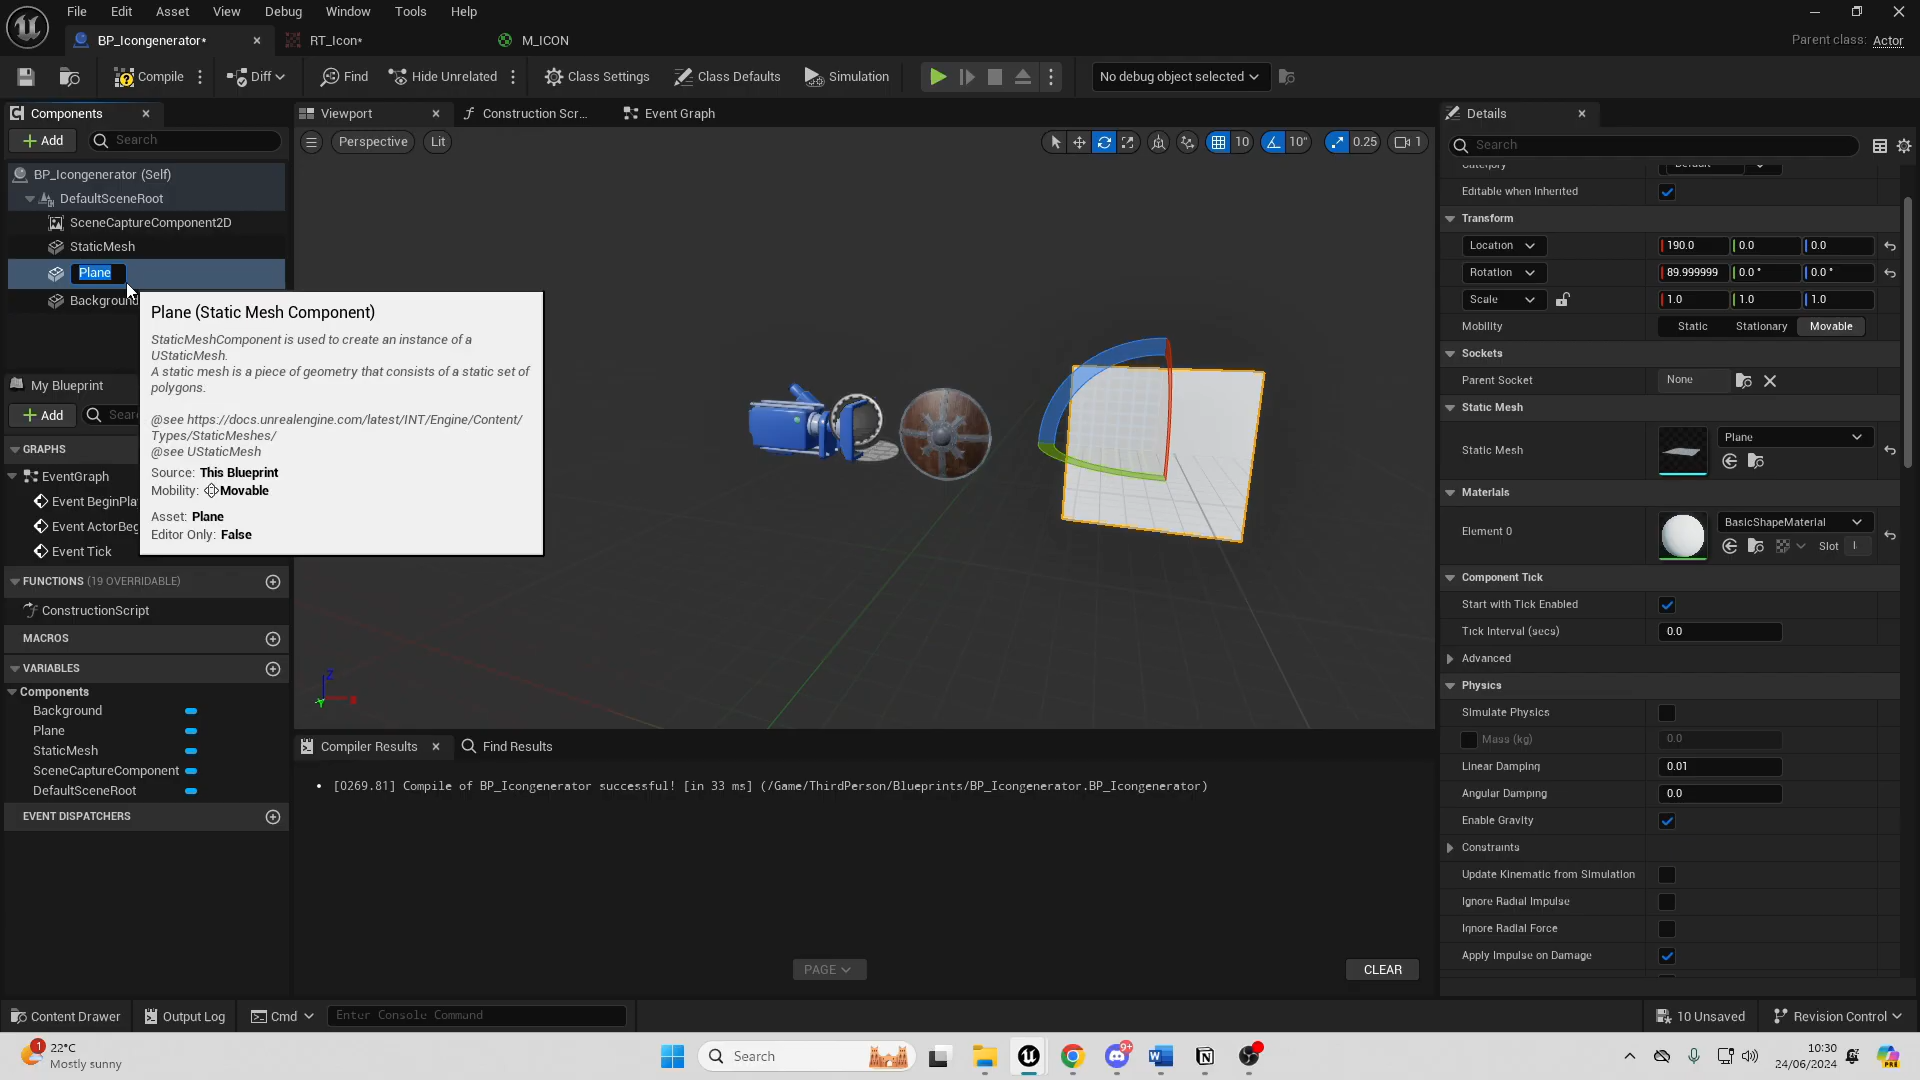 File Edit Asset View Debug Window Tools Help
BP_Icongenerator*
RT_Icon*
M_ICON
Parent class: Actor
Compile
Diff
Find
Hide Unrelated
Class Settings
Class Defaults
Simulation
No debug object selected
Components
Add
Search
BP_Icongenerator (Self)
DefaultSceneRoot
SceneCaptureComponent2D
StaticMesh
Plane
Background
Plane (Static Mesh Component)
StaticMeshComponent is used to create an instance of a
UStaticMesh.
A static mesh is a piece of geometry that consists of a static set of
polygons.
@see https://docs.unrealengine.com/latest/INT/Engine/Content/
Types/StaticMeshes/
@see UStaticMesh
Source: This Blueprint
Mobility: Movable
Asset: Plane
Editor Only: False
My Blueprint
Add
Sear
GRAPHS
EventGraph
Event BeginPla
Event ActorBeg
Event Tick
FUNCTIONS (19 OVERRIDABLE)
ConstructionScript
MACROS
VARIABLES
Components
Background
Plane
StaticMesh
SceneCaptureComponent
DefaultSceneRoot
EVENT DISPATCHERS
Viewport
Construction Scr...
Event Graph
Perspective
Lit
10
10°
0.25
1
Z
Compiler Results
Find Results
[0269.81] Compile of BP_Icongenerator successful! [in 33 ms] (/Game/ThirdPerson/Blueprints/BP_Icongenerator.BP_Icongenerator)
PAGE
CLEAR
Details
Search
Editable when Inherited
Transform
Location 190.0 0.0 0.0
Rotation 89.999999 0.0 ° 0.0 °
Scale 1.0 1.0 1.0
Mobility Static Stationary Movable
Sockets
Parent Socket None
Static Mesh
Static Mesh Plane
Materials
Element 0 BasicShapeMaterial
Slot
Component Tick
Start with Tick Enabled
Tick Interval (secs) 0.0
Advanced
Physics
Simulate Physics
Mass (kg) 0.0
Linear Damping 0.01
Angular Damping 0.0
Enable Gravity
Constraints
Update Kinematic from Simulation
Ignore Radial Impulse
Ignore Radial Force
Apply Impulse on Damage
Content Drawer
Output Log
Cmd
Enter Console Command
10 Unsaved
Revision Control
1
22°C
Mostly sunny
Search
9+
10:30
24/06/2024